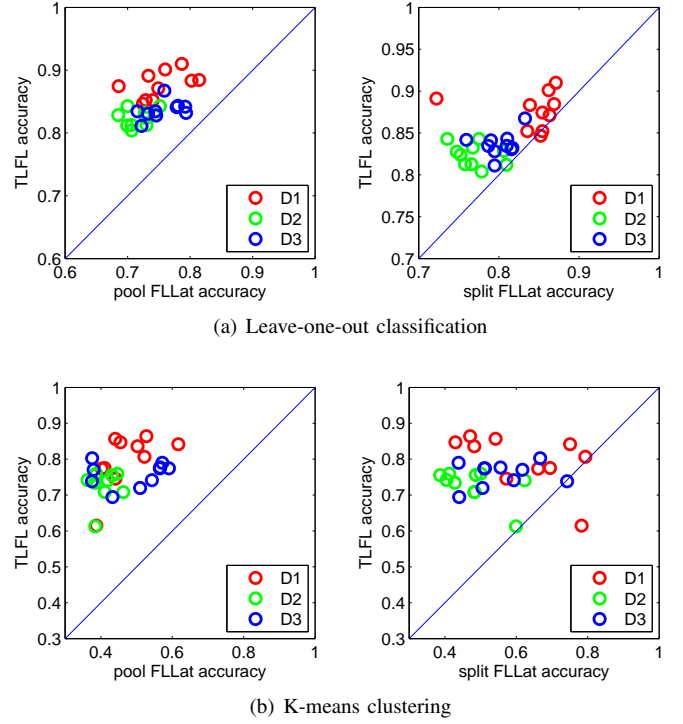 1
0.9
0.8
0.7
0.6
TLFL accuracy
0.6 0.7 0.8 0.9 1
pool FLLat accuracy
D1
D2
D3
1
0.95
0.9
0.85
0.8
0.75
0.7
TLFL accuracy
0.7 0.8 0.9 1
split FLLat accuracy
D1
D2
D3
(a) Leave-one-out classification
1
0.9
0.8
0.7
0.6
0.5
0.4
0.3
TLFL accuracy
0.4 0.6 0.8 1
pool FLLat accuracy
D1
D2
D3
1
0.9
0.8
0.7
0.6
0.5
0.4
0.3
TLFL accuracy
0.4 0.6 0.8 1
split FLLat accuracy
D1
D2
D3
(b) K-means clustering